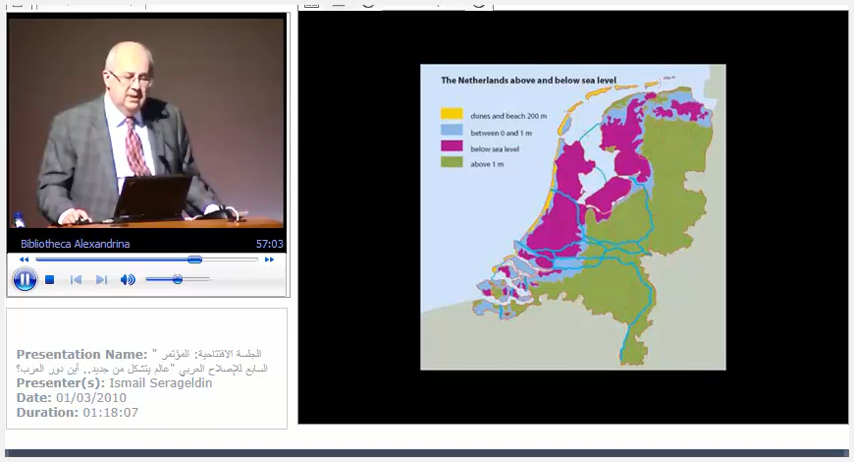 Bibliotheca Alexandrina 57:03
Presentation Name: " الجلسة الافتتاحية: المؤتمر
السابع للإصلاح العربي "عالم يتشكل من جديد.. أين دور العرب؟
Presenter(s): Ismail Serageldin
Date: 01/03/2010
Duration: 01:18:07
The Netherlands above and below sea level
dunes and beach 200 m
between 0 and 1 m
below sea level
above 1 m